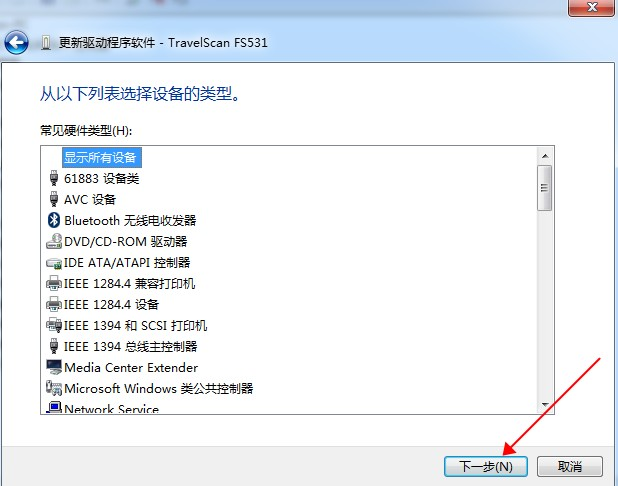 更新驱动程序软件 - TravelScan FS531
从以下列表选择设备的类型。
常见硬件类型(H):
显示所有设备
61883 设备类
AVC 设备
Bluetooth 无线电收发器
DVD/CD-ROM 驱动器
IDE ATA/ATAPI 控制器
IEEE 1284.4 兼容打印机
IEEE 1284.4 设备
IEEE 1394 和 SCSI 打印机
IEEE 1394 总线主控制器
Media Center Extender
Microsoft Windows 类公共控制器
Network Service
下一步(N)
取消